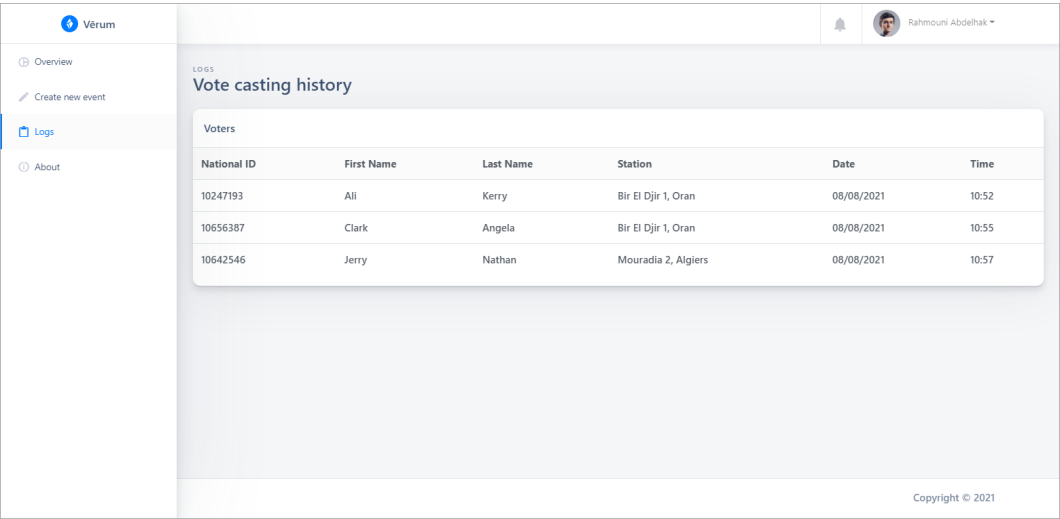 Vērum
Rahmouni Abdelhak
Overview
Create new event
Logs
About
LOGS
Vote casting history
Voters
National ID First Name Last Name Station Date Time
10247193 Ali Kerry Bir El Djir 1, Oran 08/08/2021 10:52
10656387 Clark Angela Bir El Djir 1, Oran 08/08/2021 10:55
10642546 Jerry Nathan Mouradia 2, Algiers 08/08/2021 10:57
Copyright © 2021